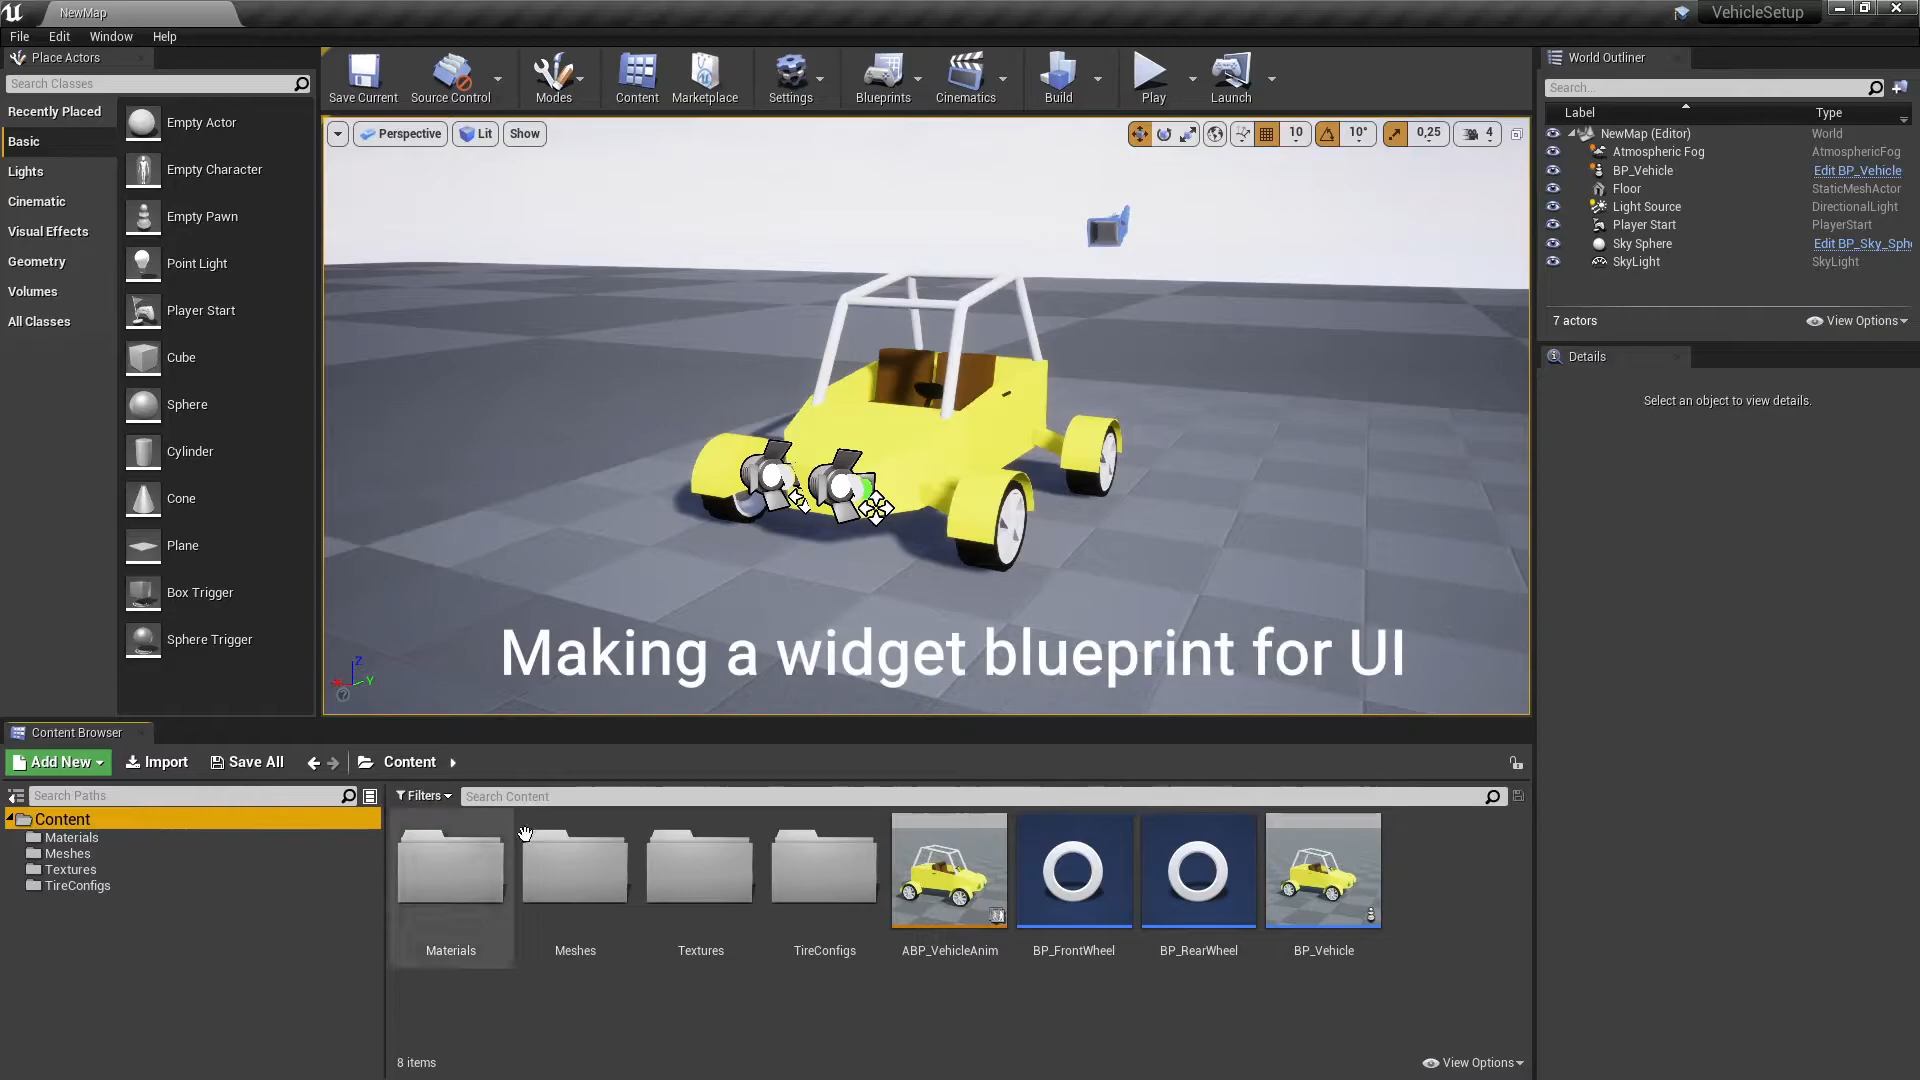 NewMap
VehicleSetup
File Edit Window Help
Place Actors
Search Classes
Recently Placed
Basic
Lights
Cinematic
Visual Effects
Geometry
Volumes
All Classes
Empty Actor
Empty Character
Empty Pawn
Point Light
Player Start
Cube
Sphere
Cylinder
Cone
Plane
Box Trigger
Sphere Trigger
Save Current Source Control Modes Content Marketplace Settings Blueprints Cinematics Build Play Launch
Perspective Lit Show
10 10° 0,25 4
Z
Y
Making a widget blueprint for UI
World Outliner
Search...
Label Type
NewMap (Editor) World
Atmospheric Fog AtmosphericFog
BP_Vehicle Edit BP_Vehicle
Floor StaticMeshActor
Light Source DirectionalLight
Player Start PlayerStart
Sky Sphere Edit BP_Sky_Sph
SkyLight SkyLight
7 actors View Options
Details
Select an object to view details.
Content Browser
Add New Import Save All Content
Search Paths
Content
Materials
Meshes
Textures
TireConfigs
Filters Search Content
Materials Meshes Textures TireConfigs ABP_VehicleAnim BP_FrontWheel BP_RearWheel BP_Vehicle
8 items View Options